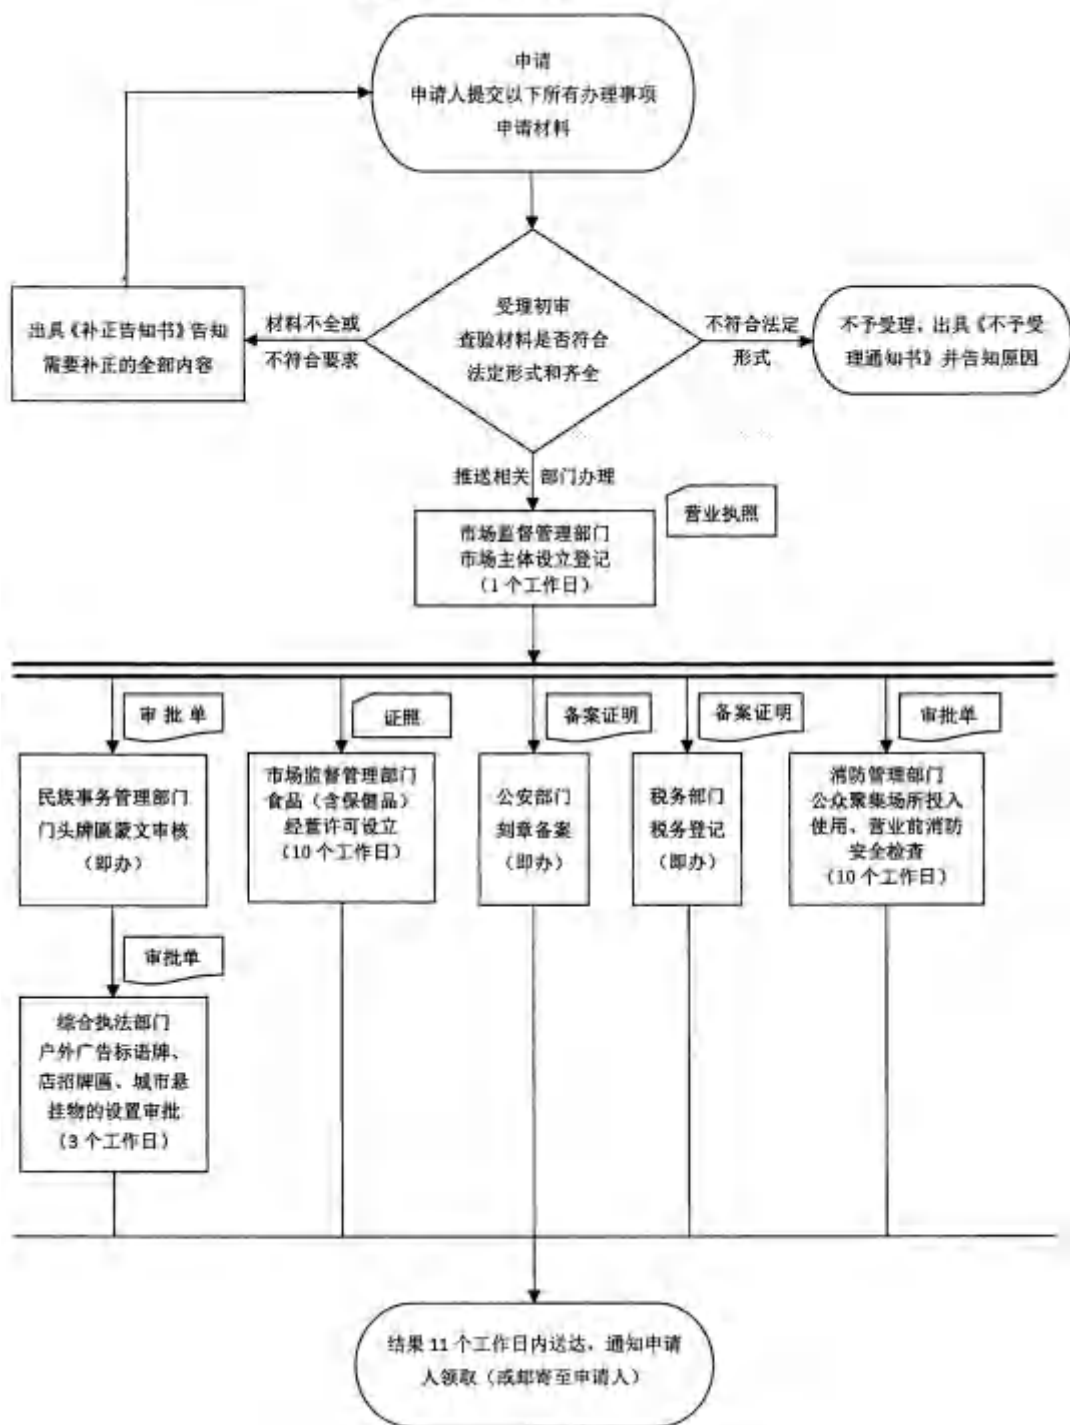 申请
申请人提交以下所有办理事项
申请材料
受理初审
查验材料是否符合
法定形式和齐全
材料不全或
不符合要求
出具《补正告知书》告知
需要补正的全部内容
不符合法定
形式
不予受理，出具《不予受
理通知书》并告知原因
推送相关 部门办理
营业执照
市场监督管理部门
市场主体设立登记
（1 个工作日）
审 批 单
证照
备案证明
备案证明
审批单
民族事务管理部门
门头牌匾蒙文审核
（即办）
市场监督管理部门
食品（含保健品）
经营许可设立
（10 个工作日）
公安部门
刻章备案
（即办）
税务部门
税务登记
（即办）
消防管理部门
公众聚集场所投入
使用、营业前消防
安全检查
（10 个工作日）
审批单
综合执法部门
户外广告标语牌、
店招牌匾、城市悬
挂物的设置审批
（3 个工作日）
结果 11 个工作日内送达，通知申请
人领取（或邮寄至申请人）